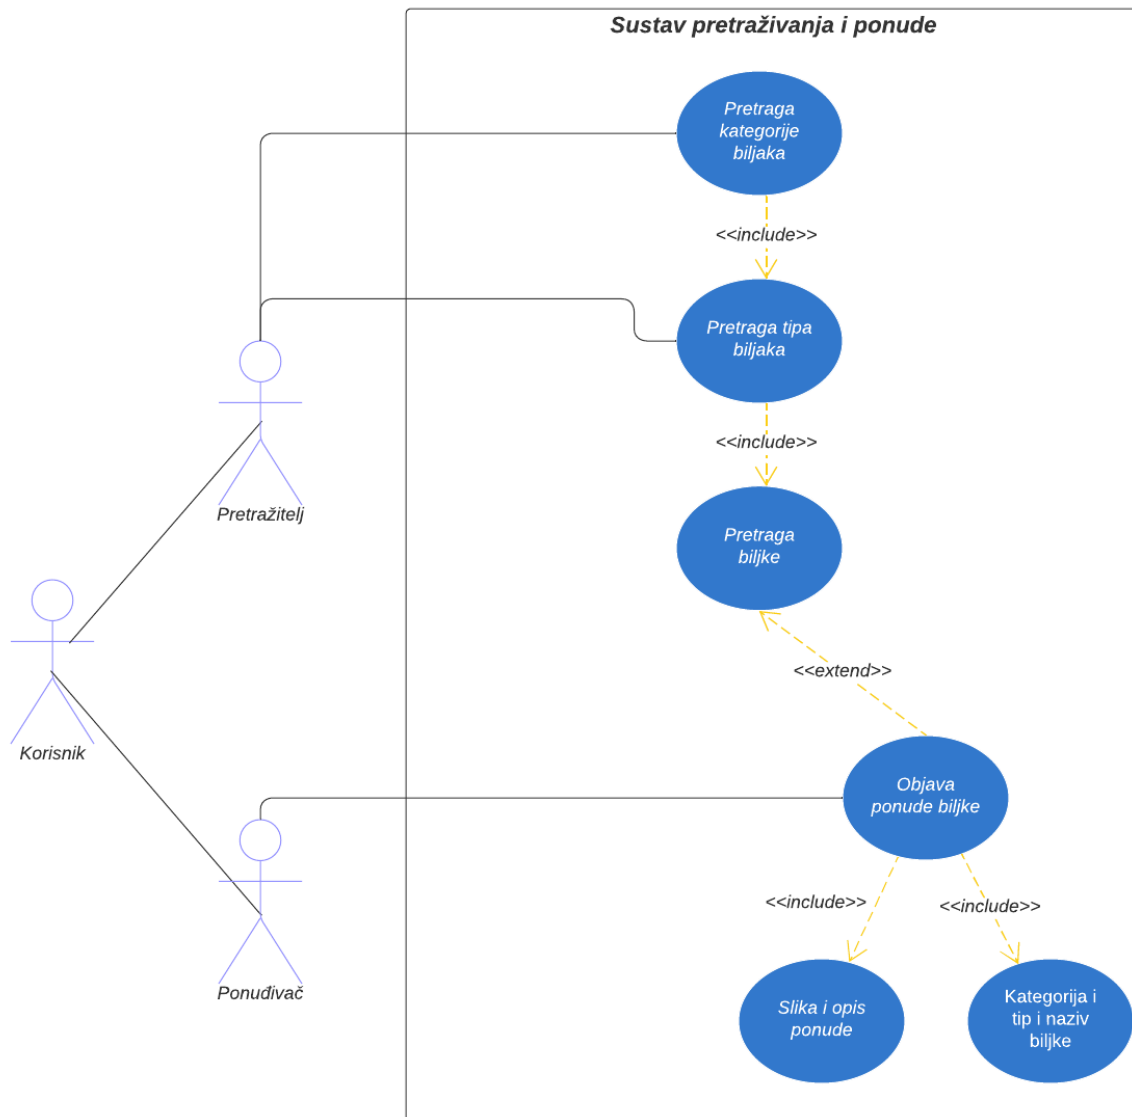 Sustav pretraživanja i ponude
Pretraga
kategorije
biljaka
<<include>>
Pretraga tipa
biljaka
<<include>>
Pretražitelj
Pretraga
biljke
Korisnik
<<extend>>
Objava
ponude biljke
Ponuđivač
<<include>>
<<include>>
Slika i opis
ponude
Kategorija i
tip i naziv
biljke